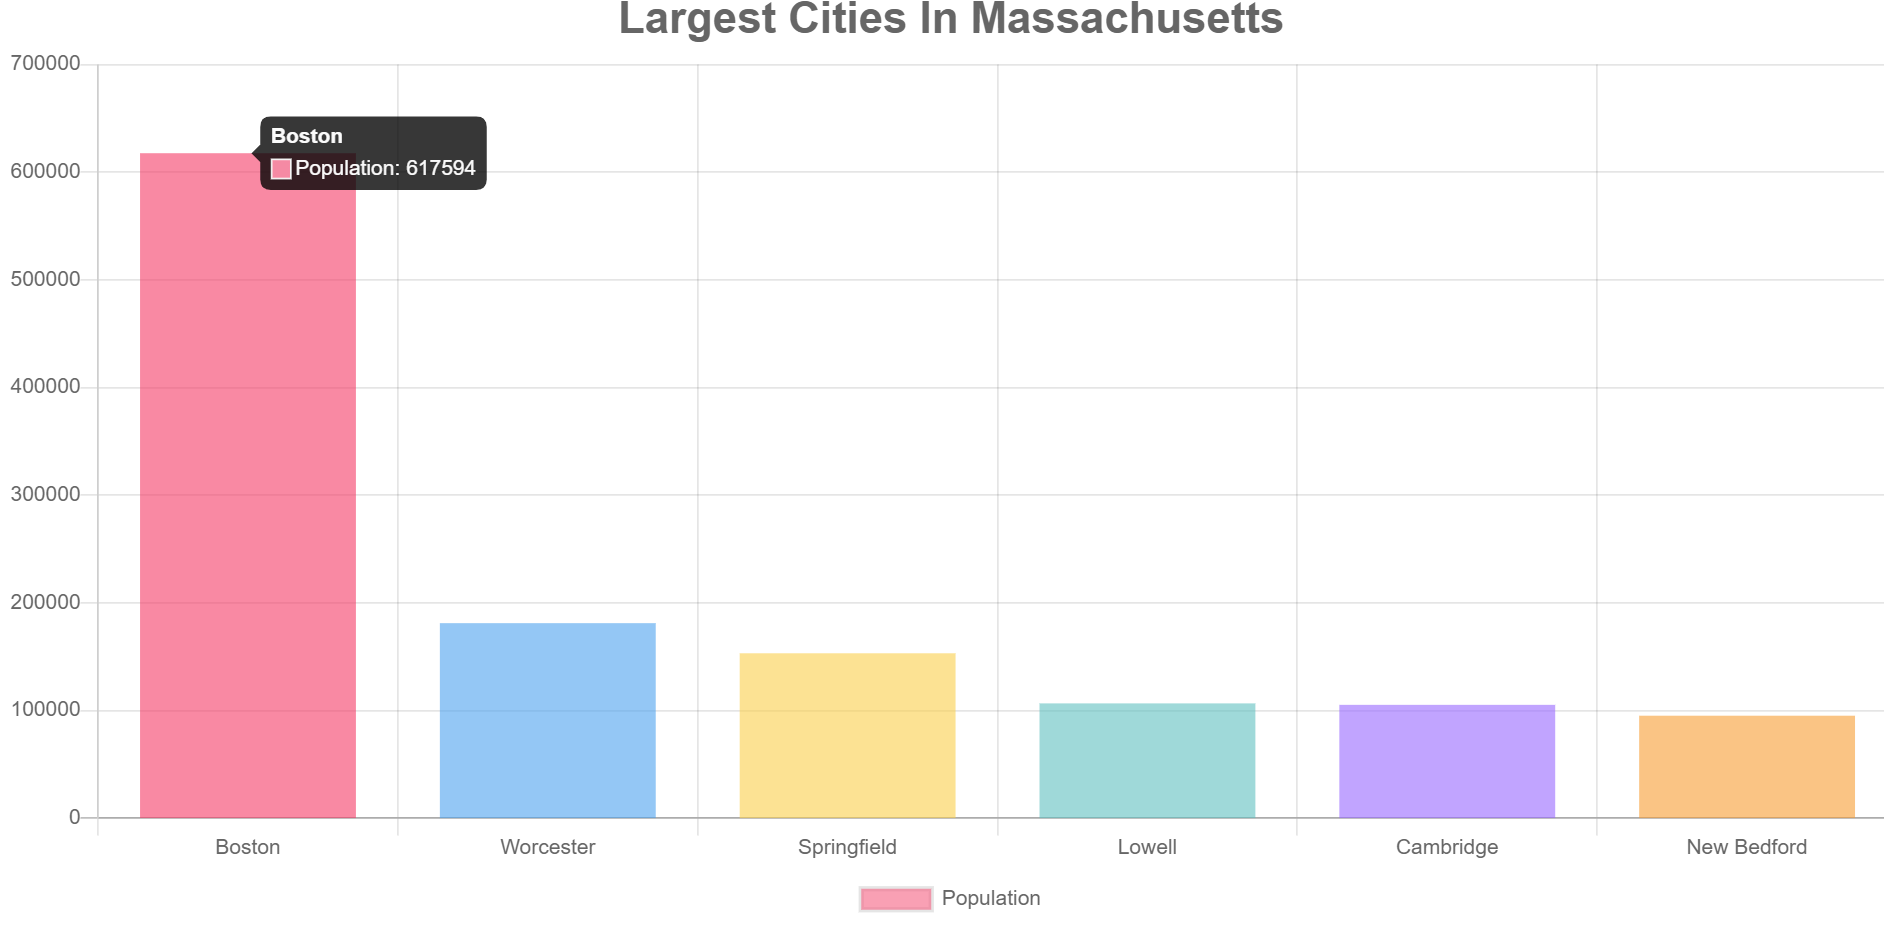 Largest Cities In Massachusetts
700000
Boston
Population: 617594
600000
500000
400000
300000
200000
100000
0
Boston Worcester Springfield Lowell Cambridge New Bedford
Population